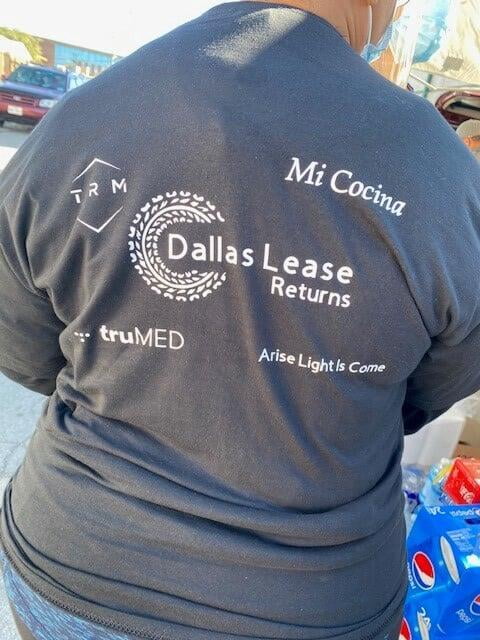 TRM
Mi Cocina
Dallas Lease
Returns
truMED
Arise Light Is Come
pepsi